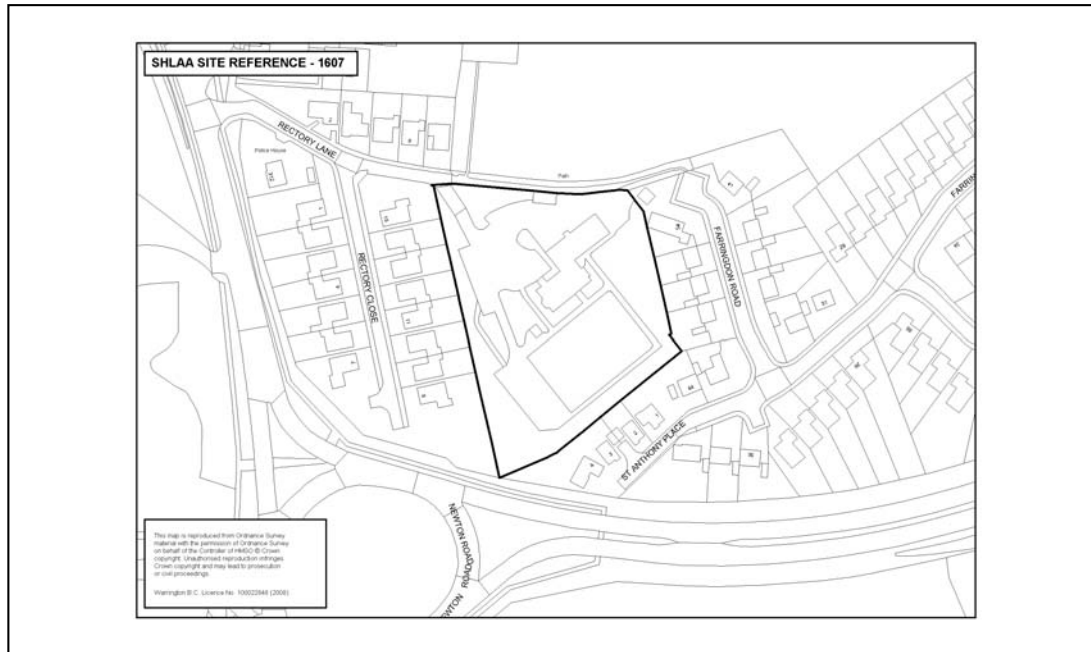 SHLAA SITE REFERENCE - 1607
RECTORY LANE
Police House
Path
RECTORY CLOSE
FARRINGDON ROAD
FARRIN
ST ANTHONY PLACE
NEWTON ROAD
NEWTON ROAD
This map is reproduced from Ordnance Survey
material with the permission of Ordnance Survey
on behalf of the Controller of HMSO © Crown
copyright. Unauthorised reproduction infringes
Crown copyright and may lead to prosecution
or civil proceedings.
Warrington B.C. Licence No. 100022848 (2008)